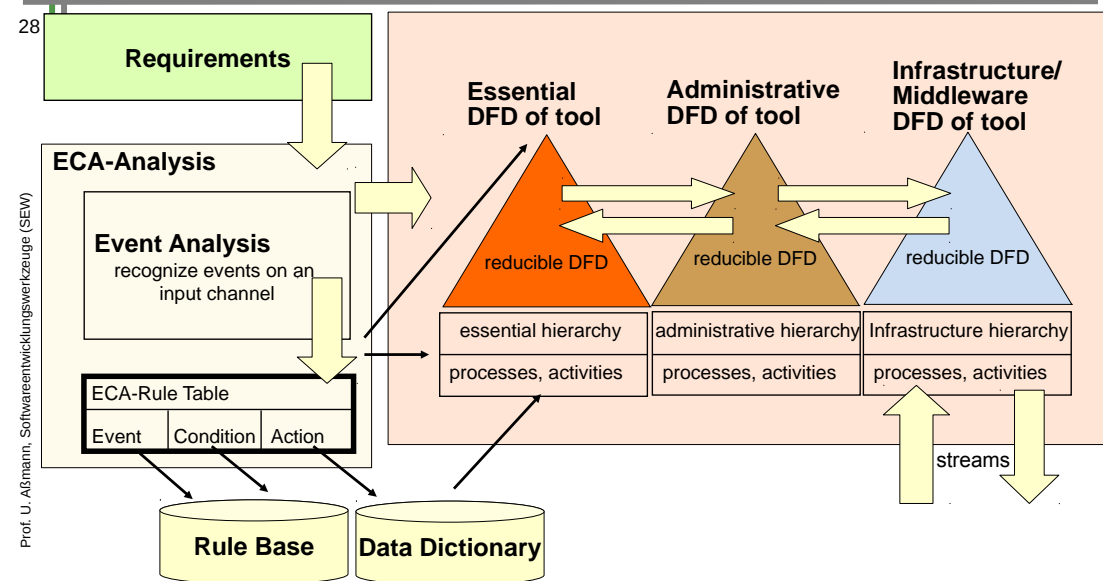 28
Requirements
ECA-Analysis
Event Analysis
recognize events on an
input channel
ECA-Rule Table
Event
Condition
Action
Rule Base
Data Dictionary
Essential
DFD of tool
Administrative
DFD of tool
Infrastructure/
Middleware
DFD of tool
reducible DFD
reducible DFD
reducible DFD
essential hierarchy
administrative hierarchy
Infrastructure hierarchy
processes, activities
processes, activities
processes, activities
streams
Prof. U. Aßmann, Softwareentwicklungswerkzeuge (SEW)